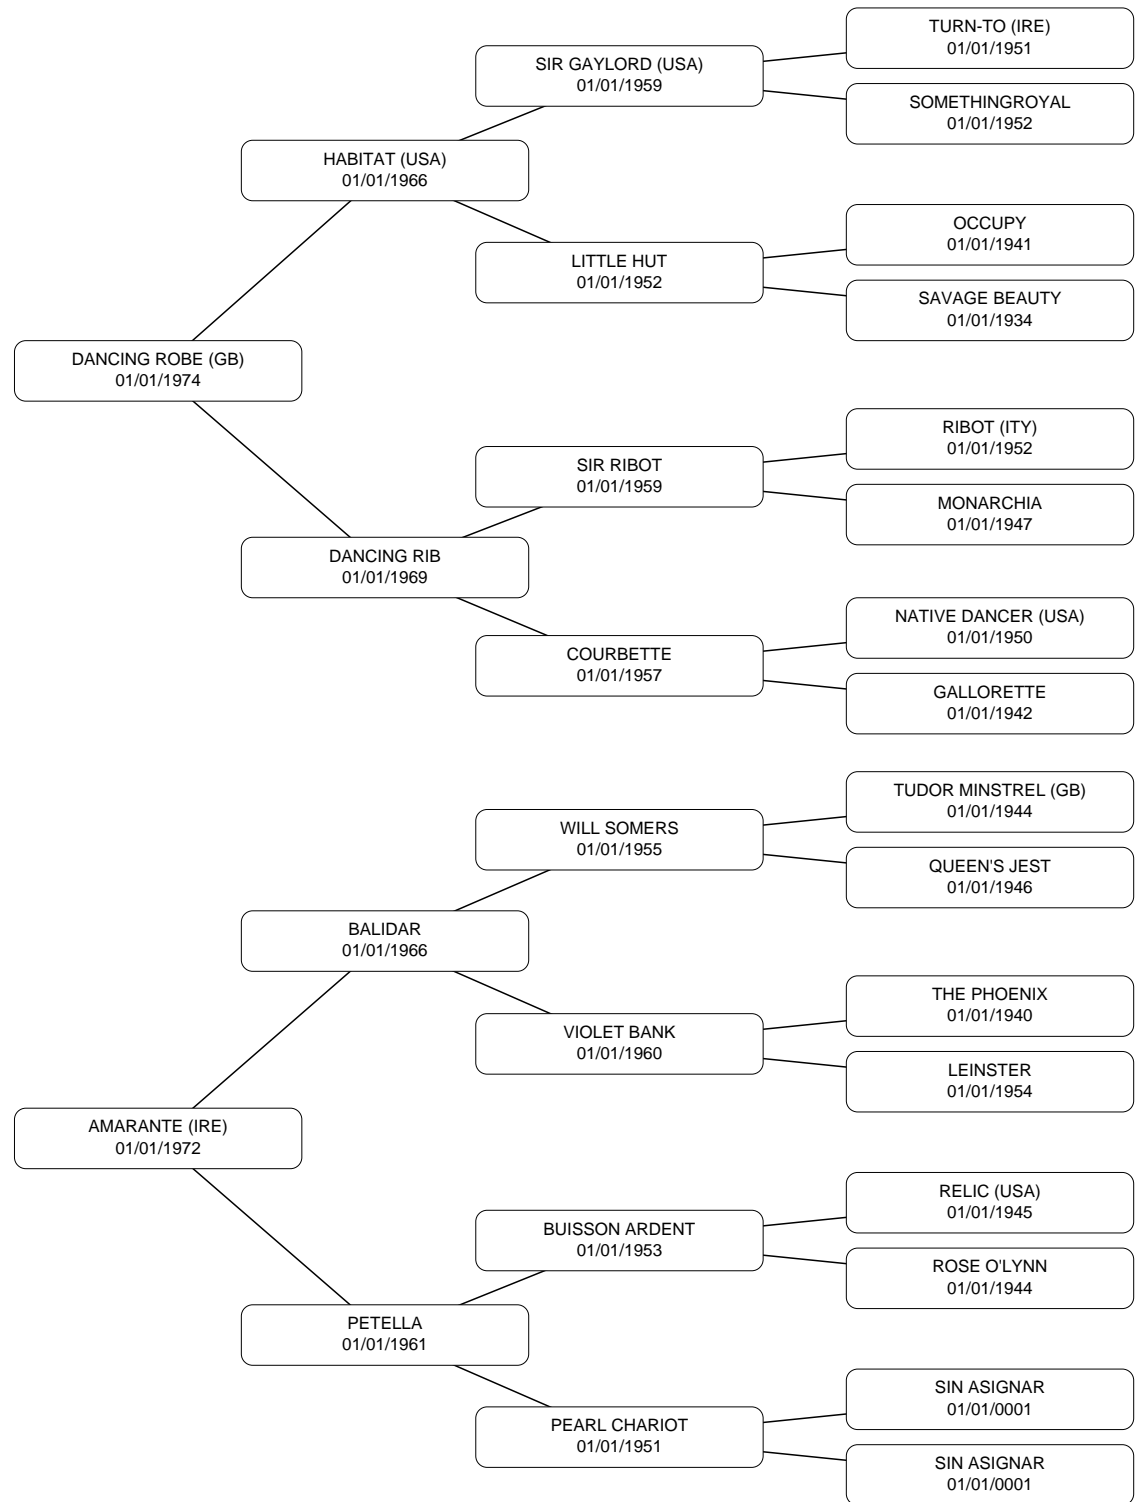 TURN-TO (IRE)
01/01/1951
SIR GAYLORD (USA)
01/01/1959
SOMETHINGROYAL
01/01/1952
HABITAT (USA)
01/01/1966
OCCUPY
01/01/1941
LITTLE HUT
01/01/1952
SAVAGE BEAUTY
01/01/1934
DANCING ROBE (GB)
01/01/1974
RIBOT (ITY)
01/01/1952
SIR RIBOT
01/01/1959
MONARCHIA
01/01/1947
DANCING RIB
01/01/1969
NATIVE DANCER (USA)
01/01/1950
COURBETTE
01/01/1957
GALLORETTE
01/01/1942
TUDOR MINSTREL (GB)
01/01/1944
WILL SOMERS
01/01/1955
QUEEN'S JEST
01/01/1946
BALIDAR
01/01/1966
THE PHOENIX
01/01/1940
VIOLET BANK
01/01/1960
LEINSTER
01/01/1954
AMARANTE (IRE)
01/01/1972
RELIC (USA)
01/01/1945
BUISSON ARDENT
01/01/1953
ROSE O'LYNN
01/01/1944
PETELLA
01/01/1961
SIN ASIGNAR
01/01/0001
PEARL CHARIOT
01/01/1951
SIN ASIGNAR
01/01/0001